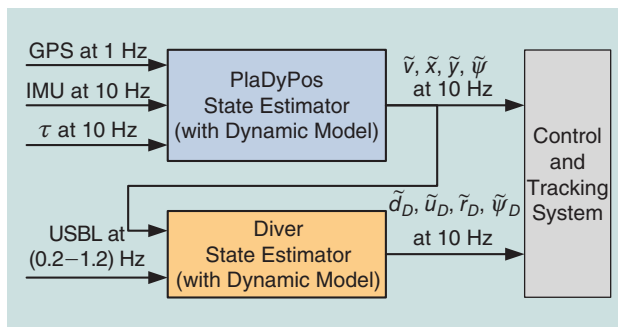 GPS at 1 Hz
IMU at 10 Hz
τ at 10 Hz
PlaDyPos
State Estimator
(with Dynamic Model)
ṽ, x̃, ỹ, ψ̃
at 10 Hz
Control
and
Tracking
System
USBL at
(0.2–1.2) Hz
Diver
State Estimator
(with Dynamic Model)
d̃_D, ũ_D, r̃_D, ψ̃_D
at 10 Hz